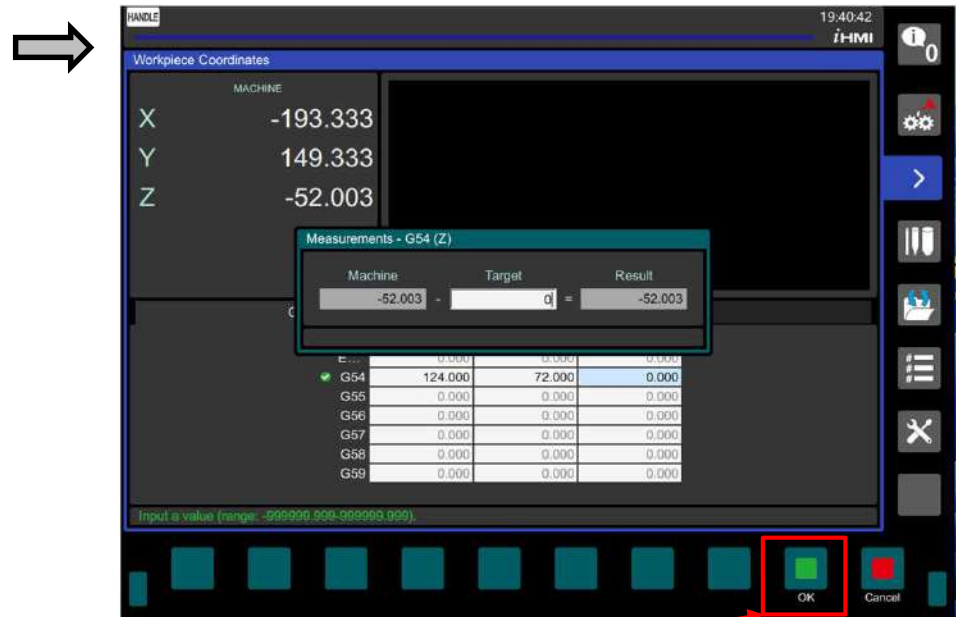 HANDLE
19:40:42
iHMI
0
Workpiece Coordinates
MACHINE
X -193.333
Y 149.333
Z -52.003
Measurements - G54 (Z)
Machine Target Result
-52.003 - 0 = -52.003
E... 0.000 0.000 0.000
G54 124.000 72.000 0.000
G55 0.000 0.000 0.000
G56 0.000 0.000 0.000
G57 0.000 0.000 0.000
G58 0.000 0.000 0.000
G59 0.000 0.000 0.000
Input a value (range: -999999.999-999999.999).
OK Cancel